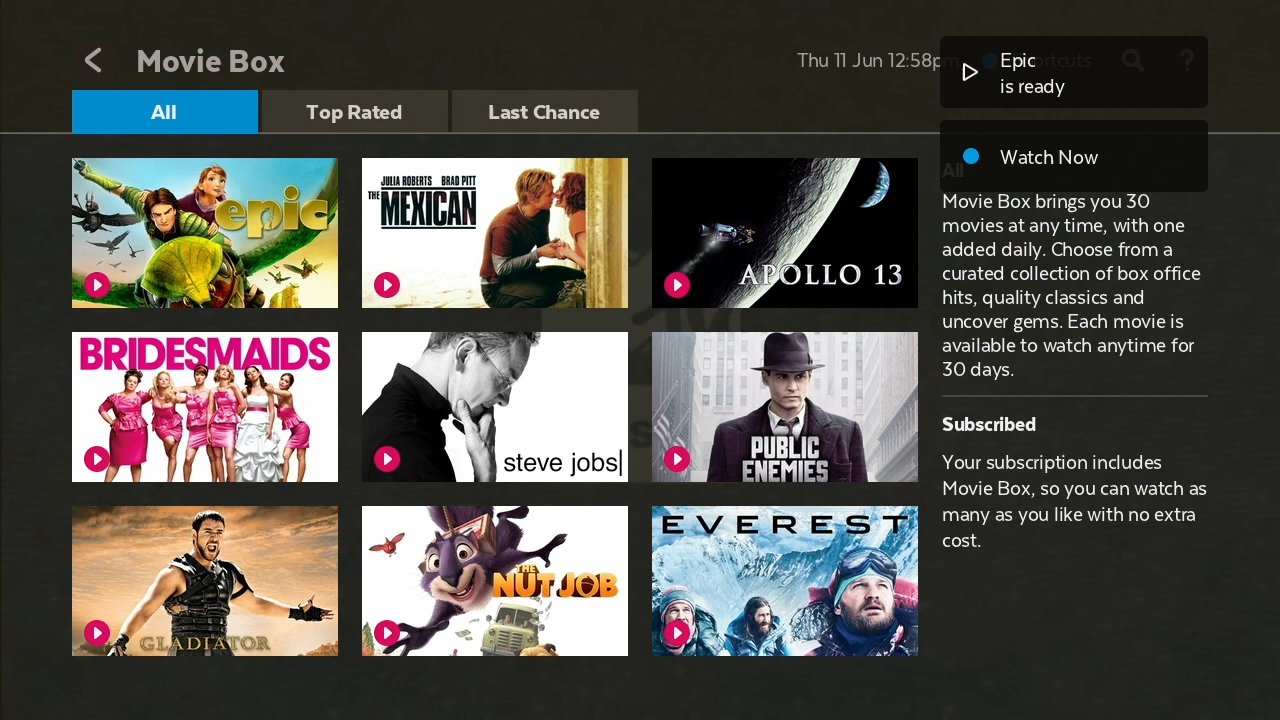 Movie Box
Thu 11 Jun 12:58pm
Epic
is ready
Watch Now
All
Top Rated
Last Chance
epic
JULIA ROBERTS BRAD PITT
THE MEXICAN
APOLLO 13
BRIDESMAIDS
steve jobs
PUBLIC
ENEMIES
GLADIATOR
THE
NUT JOB
EVEREST
All
Movie Box brings you 30
movies at any time, with one
added daily. Choose from a
curated collection of box office
hits, quality classics and
uncover gems. Each movie is
available to watch anytime for
30 days.
Subscribed
Your subscription includes
Movie Box, so you can watch as
many as you like with no extra
cost.